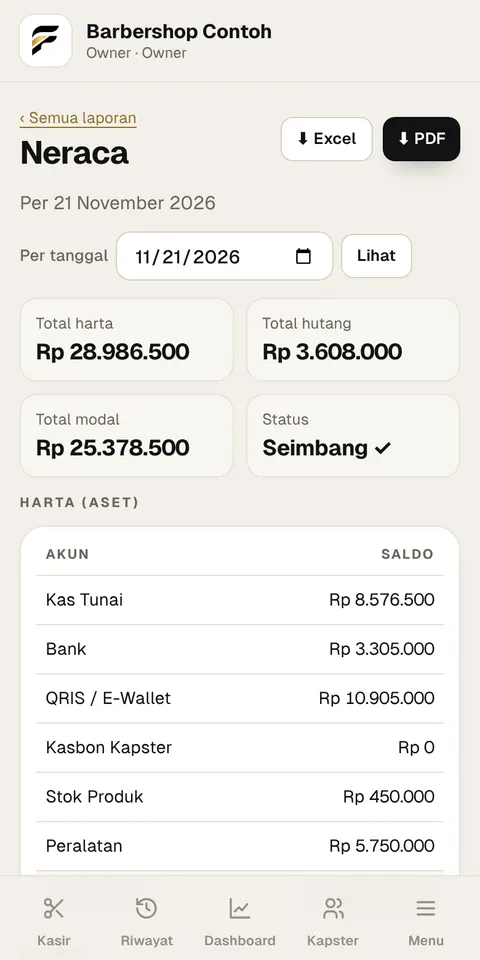 Barbershop Contoh
Owner · Owner
‹ Semua laporan
Neraca
⬇ Excel
⬇ PDF
Per 21 November 2026
Per tanggal
11/21/2026
Lihat
Total harta
Rp 28.986.500
Total hutang
Rp 3.608.000
Total modal
Rp 25.378.500
Status
Seimbang ✓
HARTA (ASET)
AKUN SALDO
Kas Tunai Rp 8.576.500
Bank Rp 3.305.000
QRIS / E-Wallet Rp 10.905.000
Kasbon Kapster Rp 0
Stok Produk Rp 450.000
Peralatan Rp 5.750.000
Kasir Riwayat Dashboard Kapster Menu